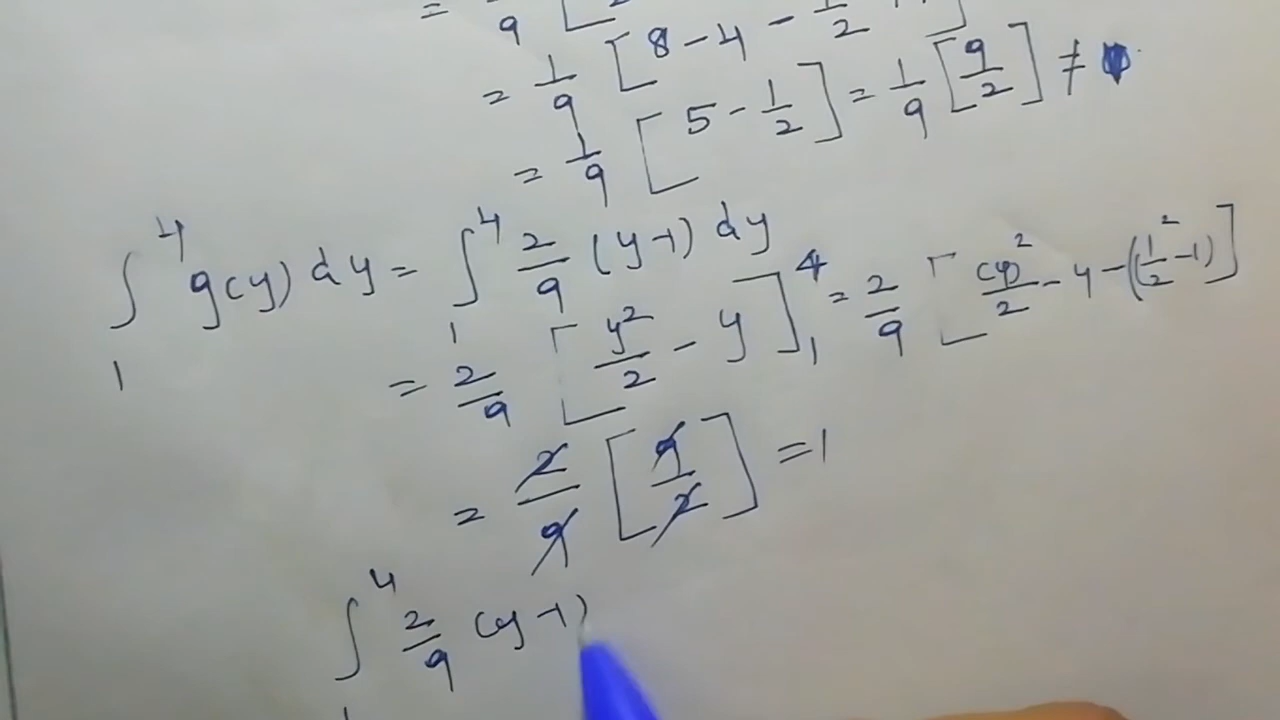 = 1/9 [
= 1/9 [8 - 4 - 1/2
= 1/9 [5 - 1/2] = 1/9 [9/2] ≠
∫₁⁴ g(y) dy = ∫₁⁴ 2/9 (y-1) dy
= 2/9 [y²/2 - y]₁⁴ = 2/9 [(4)²/2 - 4 - (1²/2 - 1)]
= 2/9 [9/2] = 1
∫₁⁴ 2/9 (y-1)